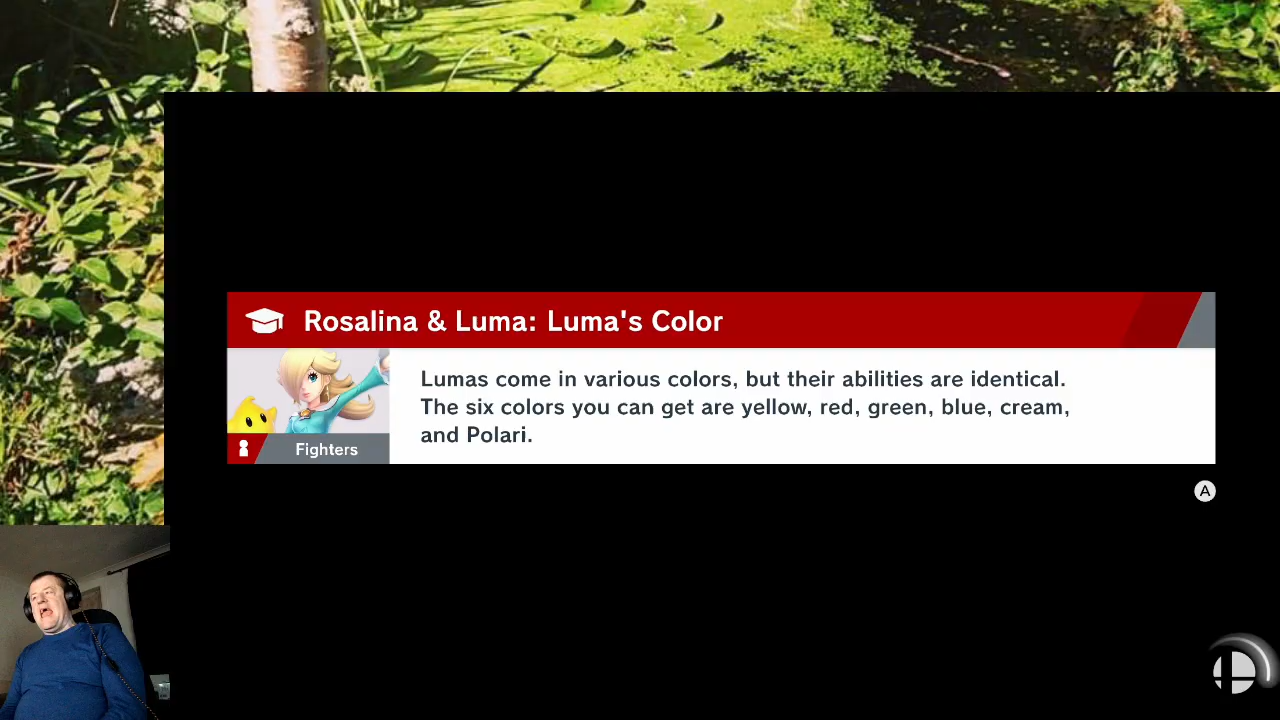 Rosalina & Luma: Luma's Color
Lumas come in various colors, but their abilities are identical.
The six colors you can get are yellow, red, green, blue, cream,
and Polari.
Fighters
A